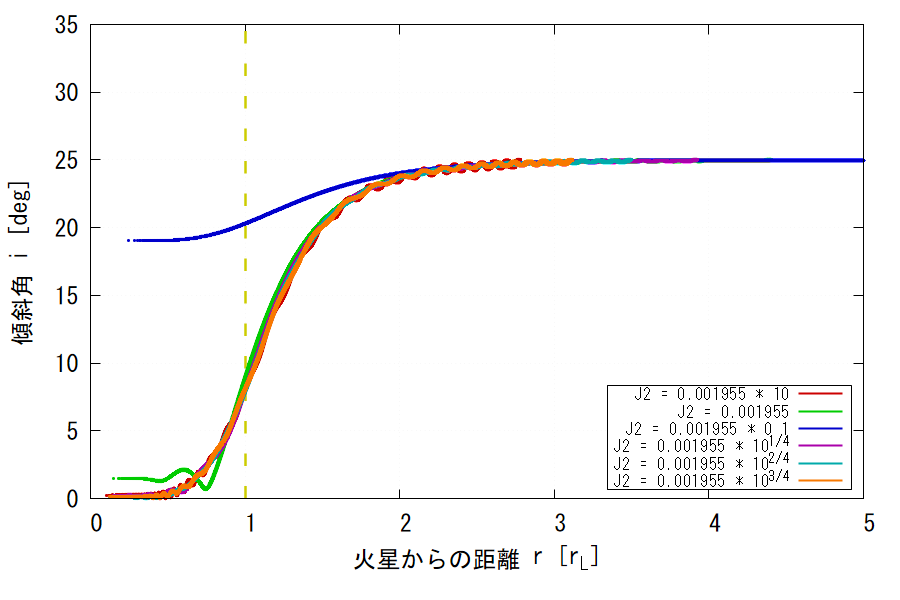 35
30
25
20
15
10
5
0
傾斜角 i [deg]
J2 = 0.001955 * 10
J2 = 0.001955
J2 = 0.001955 * 0.1
J2 = 0.001955 * 10^1/4
J2 = 0.001955 * 10^2/4
J2 = 0.001955 * 10^3/4
0 1 2 3 4 5
火星からの距離 r [r_L]